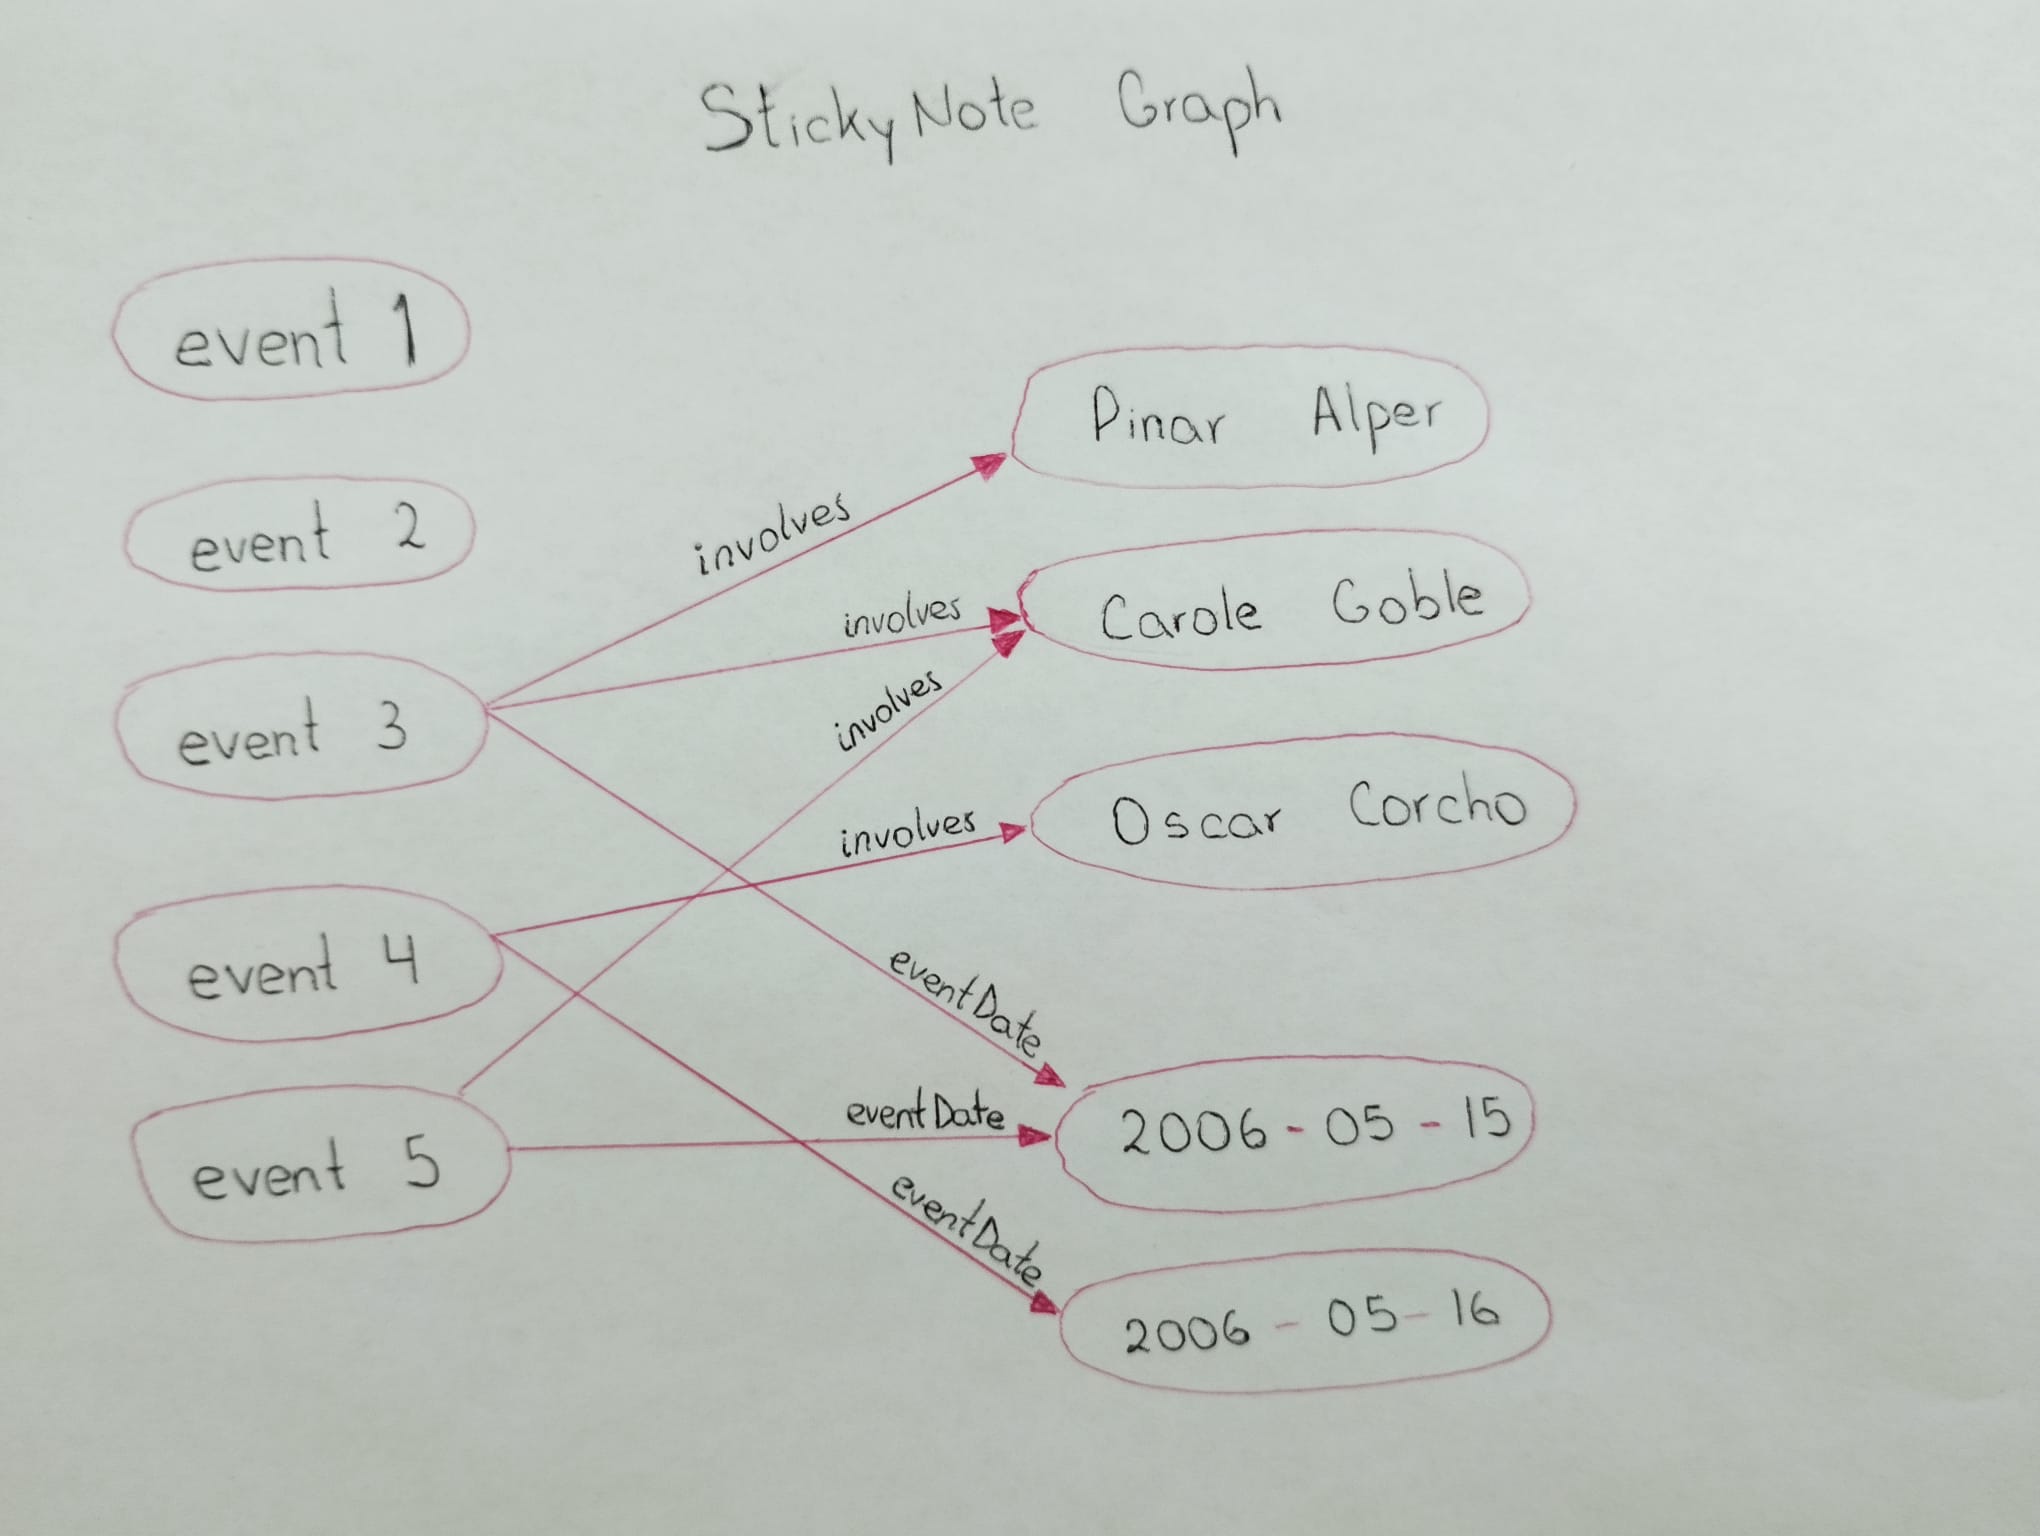 StickyNote Graph
event 1
Pinar Alper
involves
event 2
involves
Carole Goble
event 3
involves
involves
Oscar Corcho
event 4
eventDate
eventDate
2006-05-15
event 5
eventDate
2006-05-16